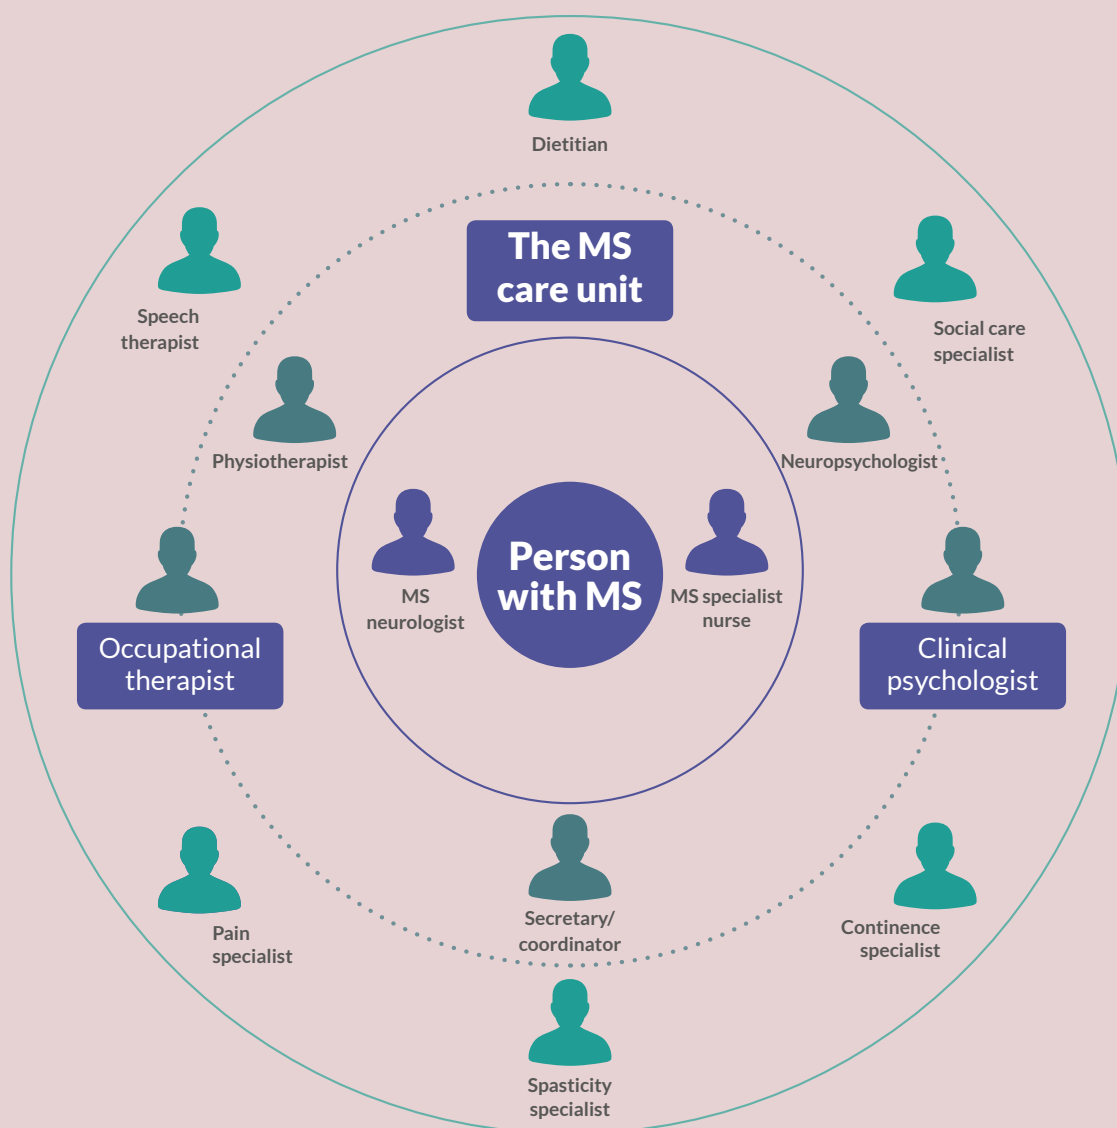 Dietitian
The MS
care unit
Speech
therapist
Social care
specialist
Physiotherapist
Neuropsychologist
Person
with MS
MS
neurologist
MS specialist
nurse
Occupational
therapist
Clinical
psychologist
Secretary/
coordinator
Pain
specialist
Continence
specialist
Spasticity
specialist